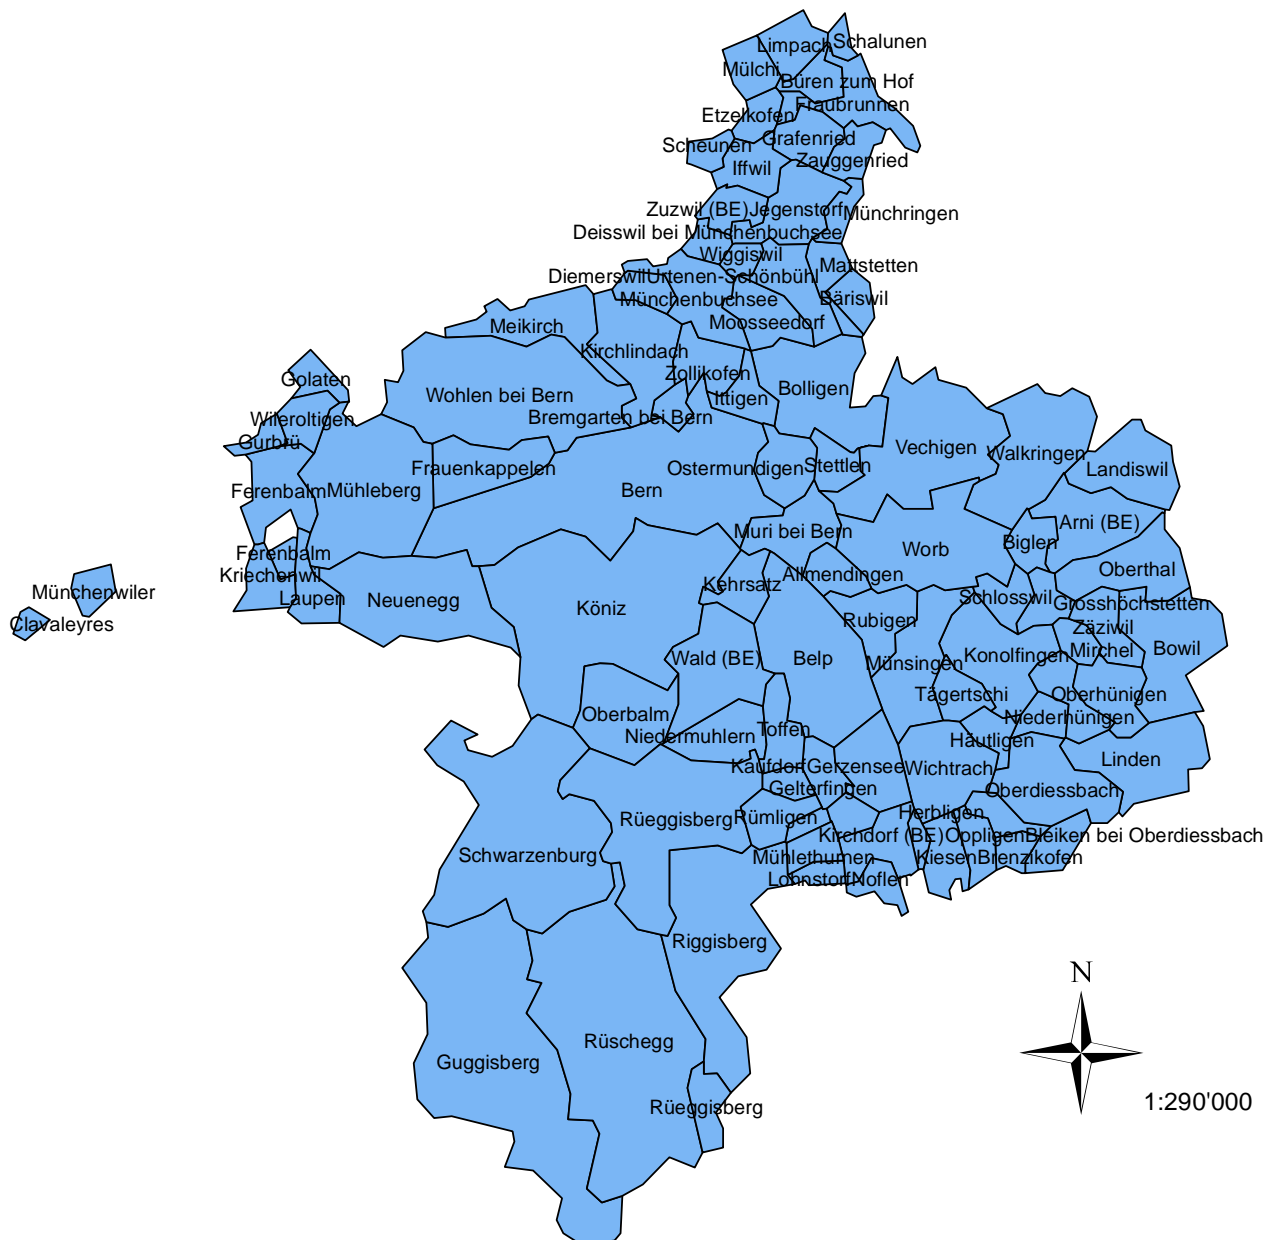 Schalunen
Limpach
Mülchi
Büren zum Hof
Fraubrunnen
Etzelkofen
Grafenried
Scheunen
Zauggenried
Iffwil
Zuzwil (BE)
Jegenstorf
Münchringen
Deisswil bei Münchenbuchsee
Wiggiswil
Mattstetten
Diemerswil
Urtenen-Schönbühl
Münchenbuchsee
Bäriswil
Moosseedorf
Meikirch
Kirchlindach
Zollikofen
Golaten
Bolligen
Wohlen bei Bern
Ittigen
Bremgarten bei Bern
Wileroltigen
Gurbrü
Vechigen
Walkringen
Frauenkappelen
Ostermundigen
Stettlen
Landiswil
Ferenbalm
Mühleberg
Bern
Arni (BE)
Muri bei Bern
Biglen
Worb
Ferenbalm
Kriechenwil
Allmendingen
Oberthal
Kehrsatz
Münchenwiler
Laupen
Neuenegg
Köniz
Schlosswil
Grosshöchstetten
Clavaleyres
Rubigen
Zäziwil
Bowil
Mirchel
Wald (BE)
Belp
Münsingen
Konolfingen
Tägertschi
Oberhünigen
Oberbalm
Niederhünigen
Niedermuhlern
Toffen
Häutligen
Linden
Kaufdorf
Gerzensee
Wichtrach
Gelterfingen
Oberdiessbach
Rüeggisberg
Rümligen
Herbligen
Kirchdorf (BE)
Oppligen
Bleiken bei Oberdiessbach
Schwarzenburg
Mühlethurnen
Kiesen
Brenzikofen
Lohnstorf
Noflen
Riggisberg
N
Rüschegg
Guggisberg
1:290'000
Rüeggisberg